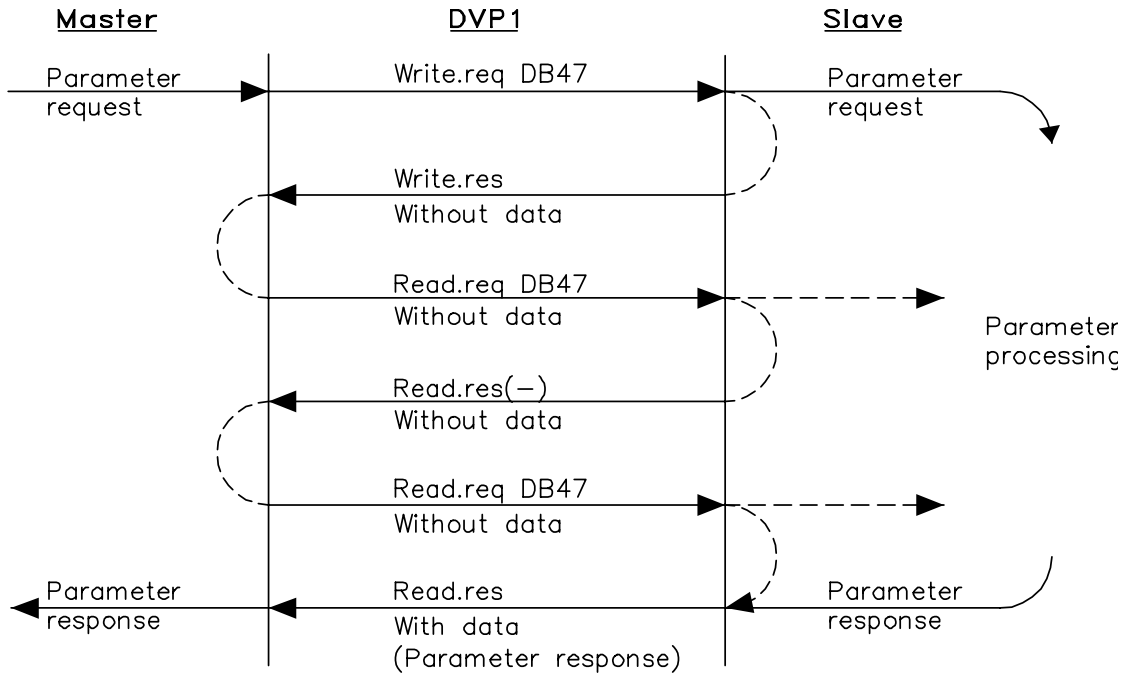 Master DVP1 Slave
Parameter
request
Write.req DB47
Parameter
request
Write.res
Without data
Read.req DB47
Without data
Parameter
processing
Read.res(-)
Without data
Read.req DB47
Without data
Parameter
response
Read.res
With data
(Parameter response)
Parameter
response